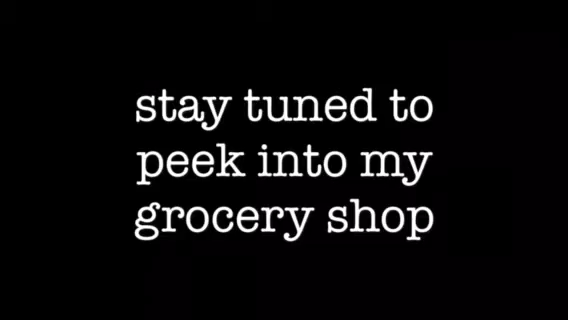 stay tuned to
peek into my
grocery shop